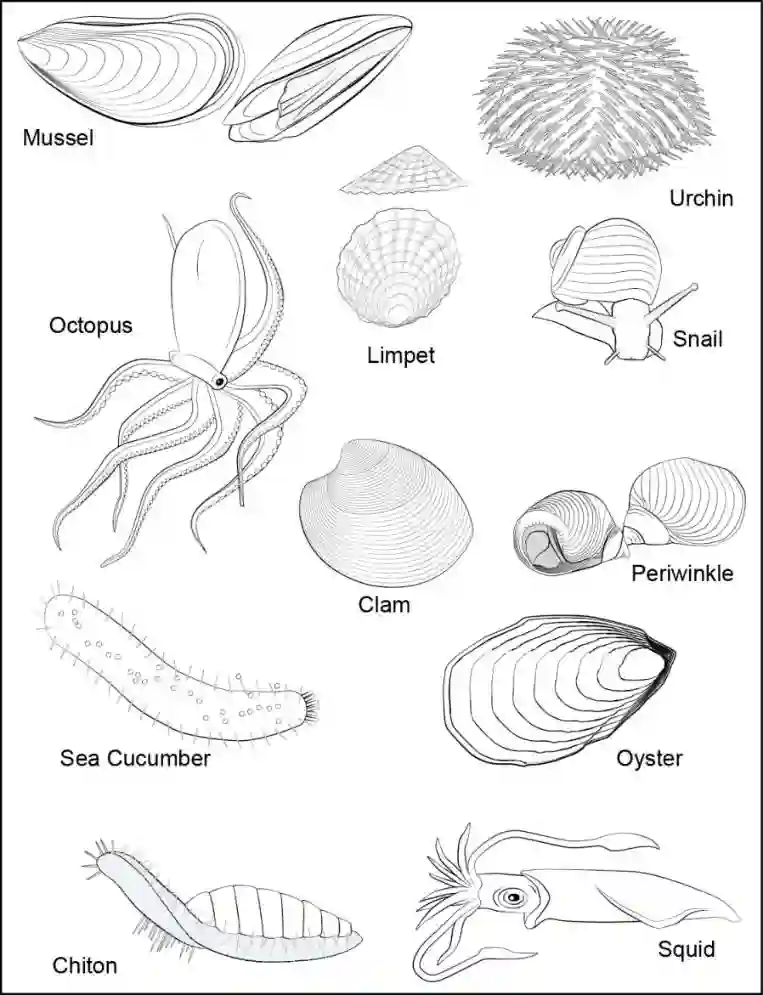 Mussel
Urchin
Octopus
Limpet
Snail
Clam
Periwinkle
Sea Cucumber
Oyster
Chiton
Squid